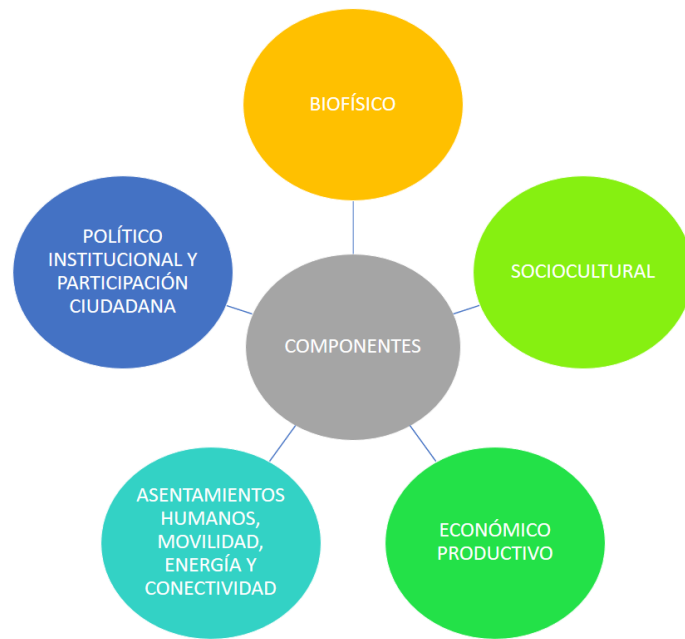 BIOFÍSICO
POLÍTICO
INSTITUCIONAL Y
PARTICIPACIÓN
CIUDADANA
SOCIOCULTURAL
COMPONENTES
ASENTAMIENTOS
HUMANOS,
MOVILIDAD,
ENERGÍA Y
CONECTIVIDAD
ECONÓMICO
PRODUCTIVO